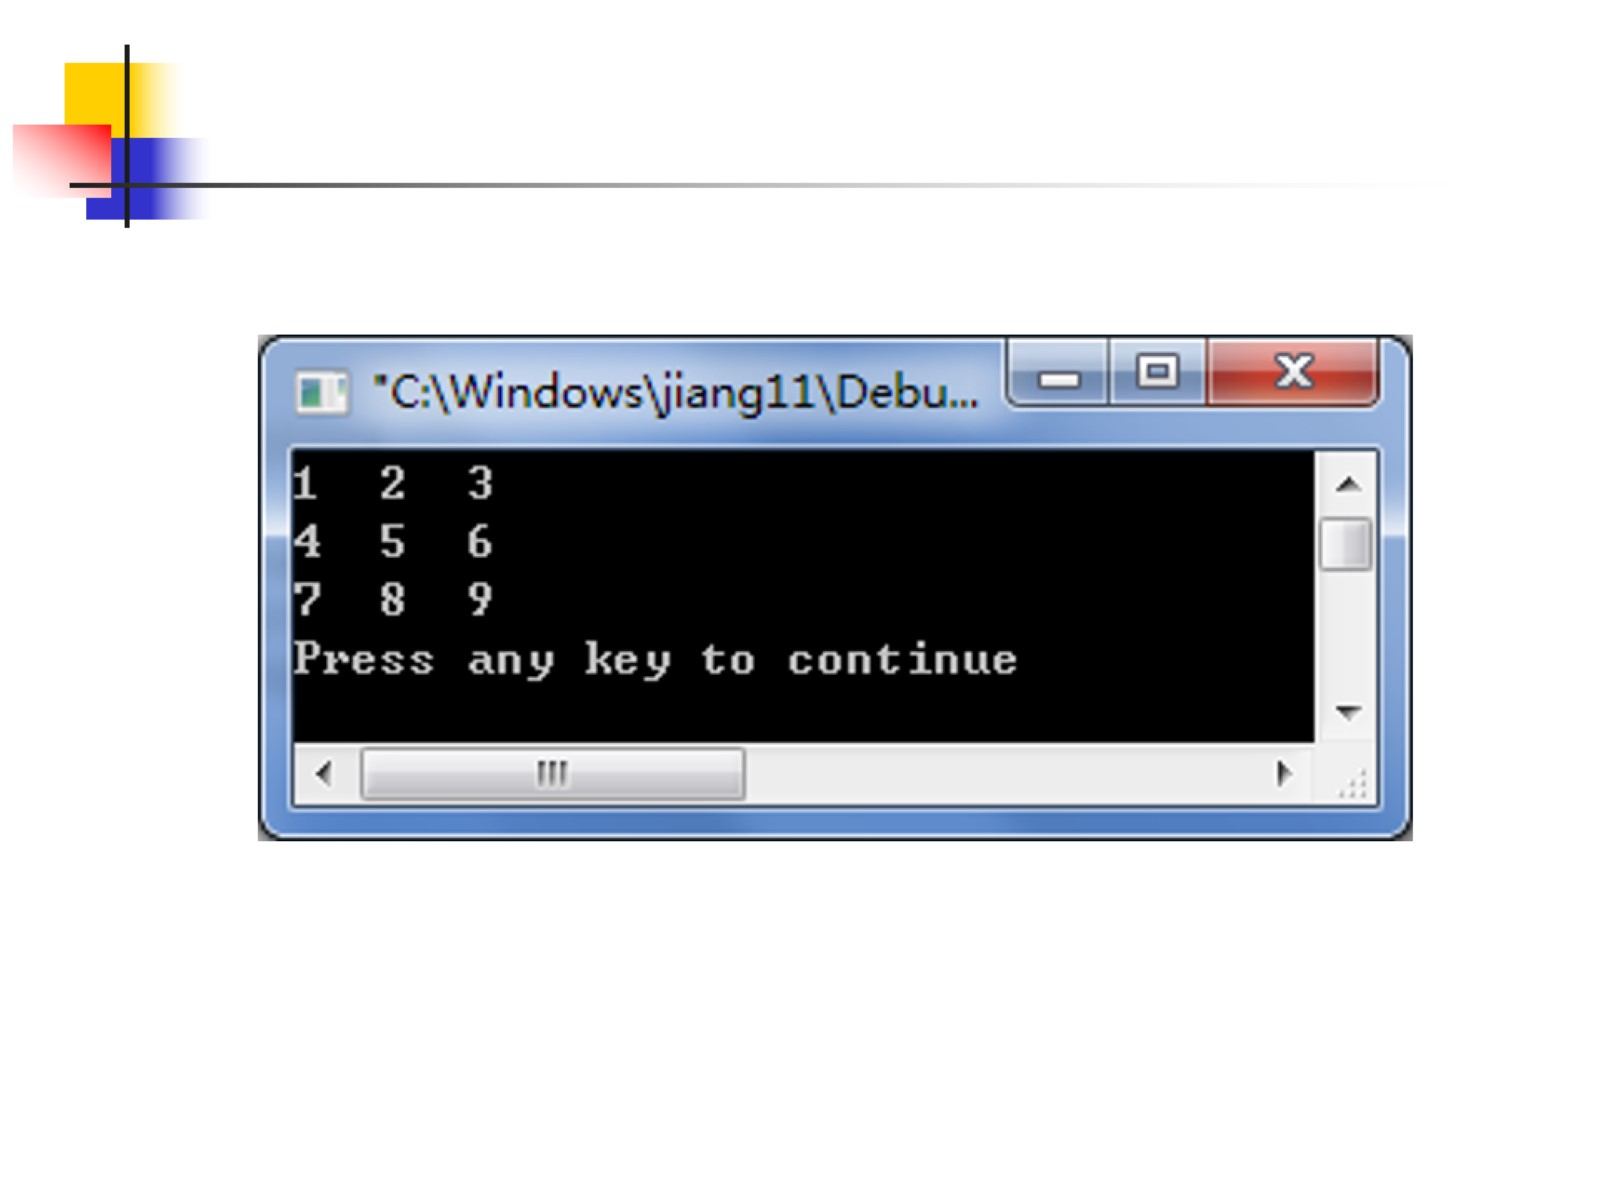 "C:\Windows\jiang11\Debu...
1 2 3
4 5 6
7 8 9
Press any key to continue